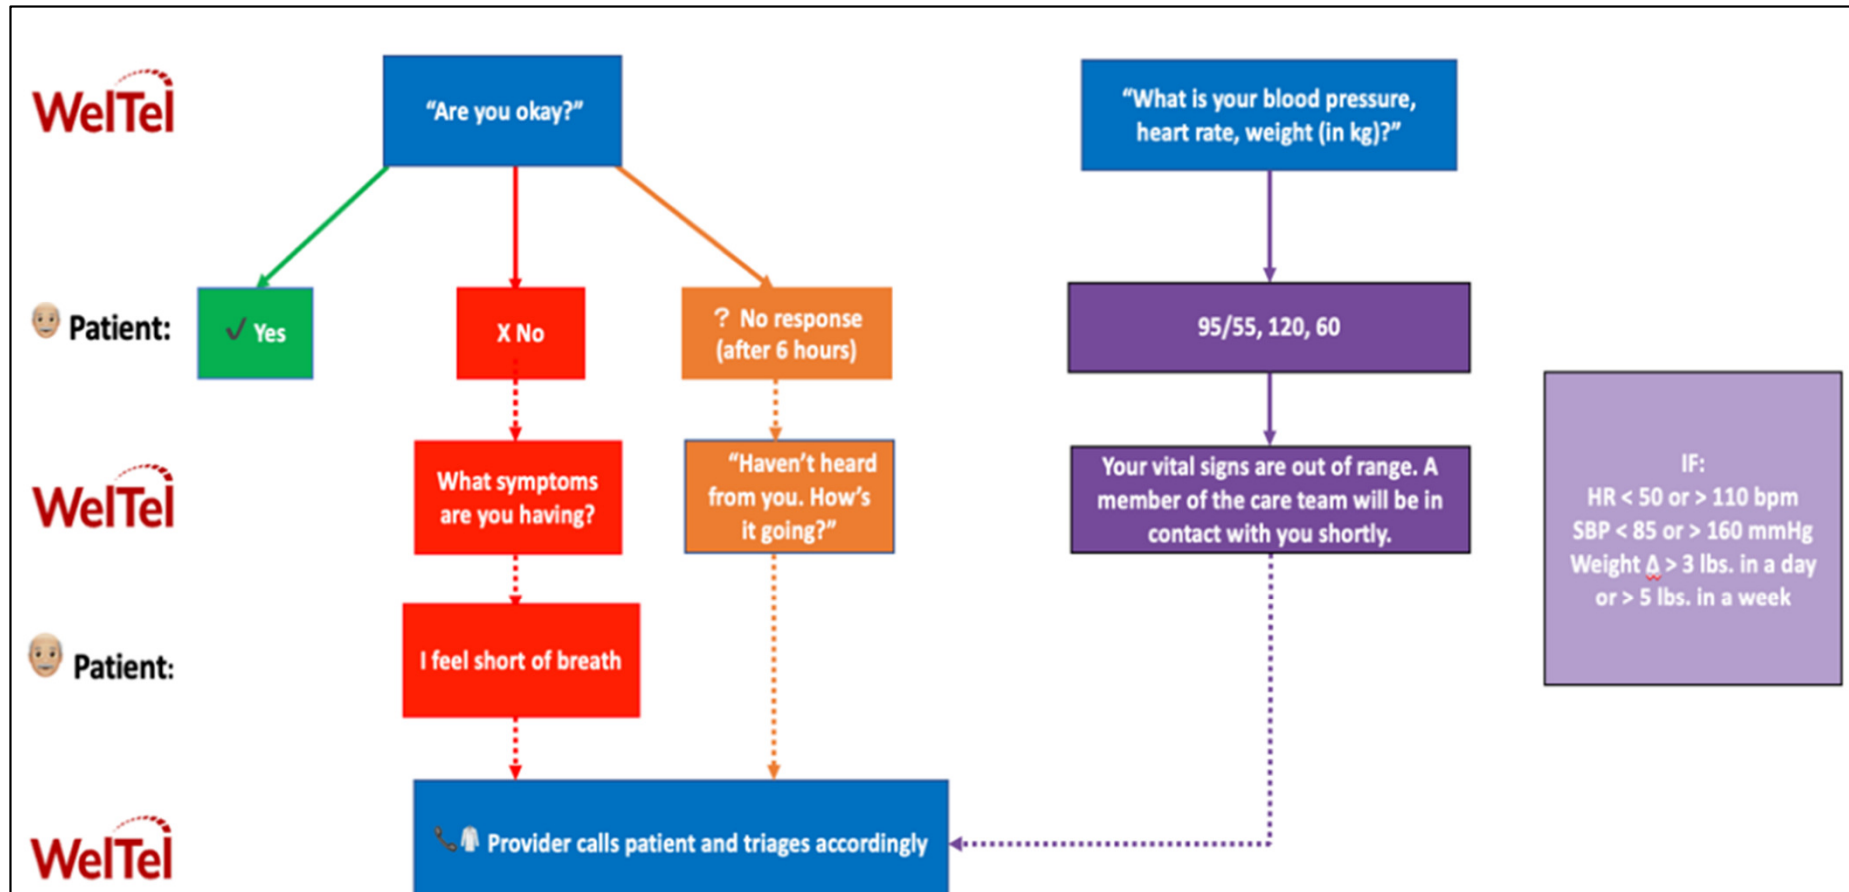 WelTel
“Are you okay?”
“What is your blood pressure,
heart rate, weight (in kg)?”
Patient:
✓ Yes
X No
? No response
(after 6 hours)
95/55, 120, 60
WelTel
What symptoms
are you having?
“Haven’t heard
from you. How’s
it going?”
Your vital signs are out of range. A
member of the care team will be in
contact with you shortly.
IF:
HR < 50 or > 110 bpm
SBP < 85 or > 160 mmHg
Weight Δ > 3 lbs. in a day
or > 5 lbs. in a week
Patient:
I feel short of breath
WelTel
Provider calls patient and triages accordingly